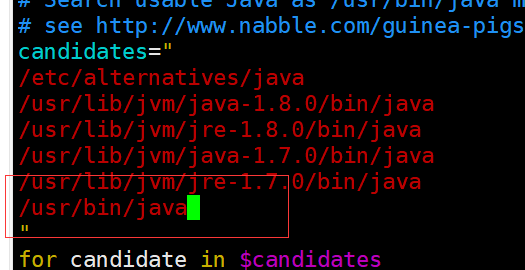 # Search usable Java as /usr/bin/java m
# see http://www.nabble.com/guinea-pigs
candidates="
/etc/alternatives/java
/usr/lib/jvm/java-1.8.0/bin/java
/usr/lib/jvm/jre-1.8.0/bin/java
/usr/lib/jvm/java-1.7.0/bin/java
/usr/lib/jvm/jre-1.7.0/bin/java
/usr/bin/java
"
for candidate in $candidates